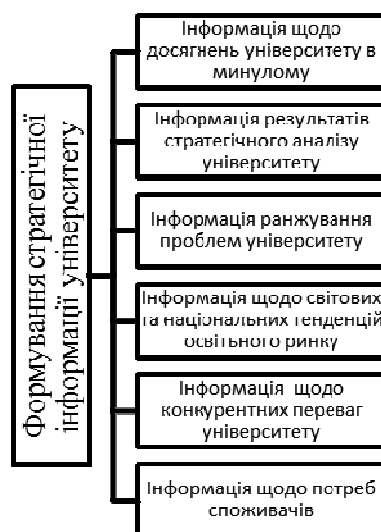 Формування стратегічної
інформації університету
Інформація щодо
досягнень університету в
минулому
Інформація результатів
стратегічного аналізу
університету
Інформація ранжування
проблем університету
Інформація щодо світових
та національних тенденцій
освітього ринку
Інформація щодо
конкурентних переваг
університету
Інформація щодо потреб
споживачів